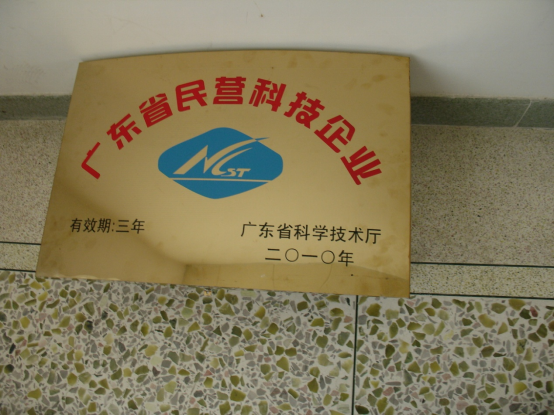 广东省民营科技企业
NCST
有效期:三年
广东省科学技术厅
二〇一〇年